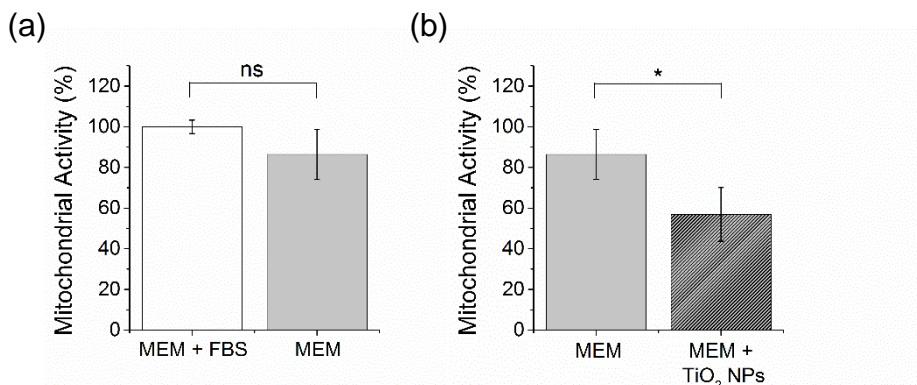 (a)
Mitochondrial Activity (%)
120
100
80
60
40
20
0
ns
MEM + FBS
MEM
(b)
Mitochondrial Activity (%)
120
100
80
60
40
20
0
*
MEM
MEM +
TiO₂ NPs